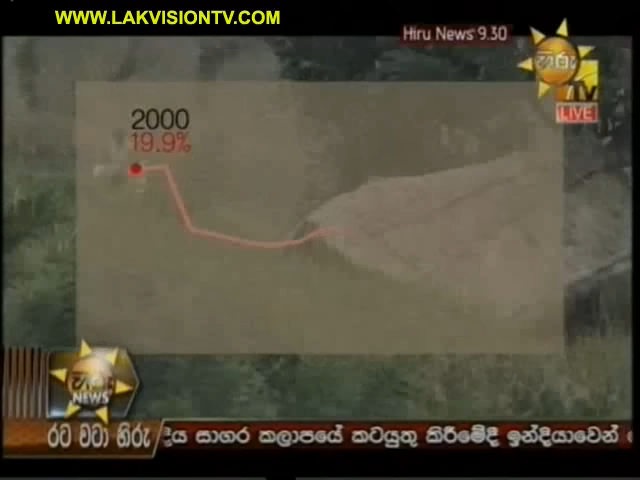 WWW.LAKVISIONTV.COM
Hiru News 9.30
හිරු
TV
LIVE
2000
19.9%
හිරු
NEWS
රට වටා හිරු
දිය සාගර කලාපයේ කටයුතු කිරීමේදී ඉන්දියාවෙන්